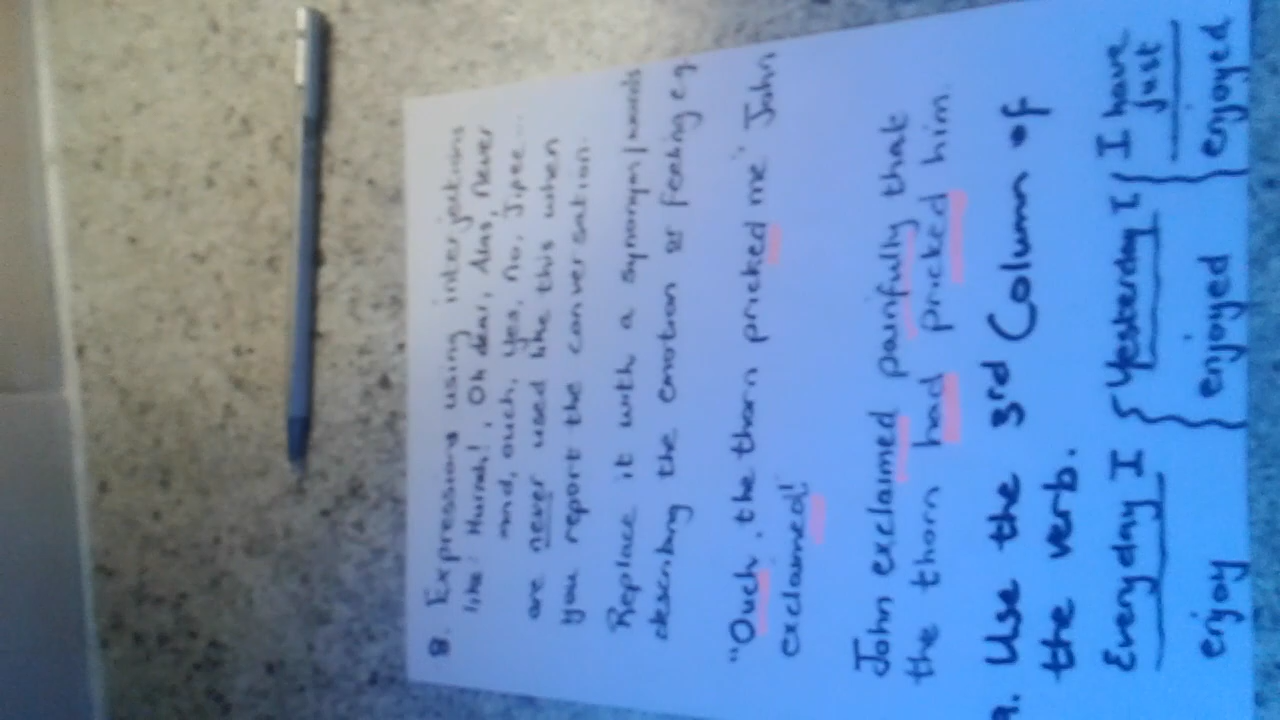 8. Expressions using interjections
like: Hurrah!, Oh dear, Alas, Never
mind, ouch, Yes, No, Jipee...
are never used like this when
you report the conversation.
Replace it with a synonym/words
describing the emotion or feeling e.g.
"Ouch, the thorn pricked me" John
exclaimed!
John exclaimed painfully that
the thorn had pricked him.
9. Use the 3rd Column of
the verb.
Every day I { Yesterday I { I have just
enjoy { enjoyed { enjoyed